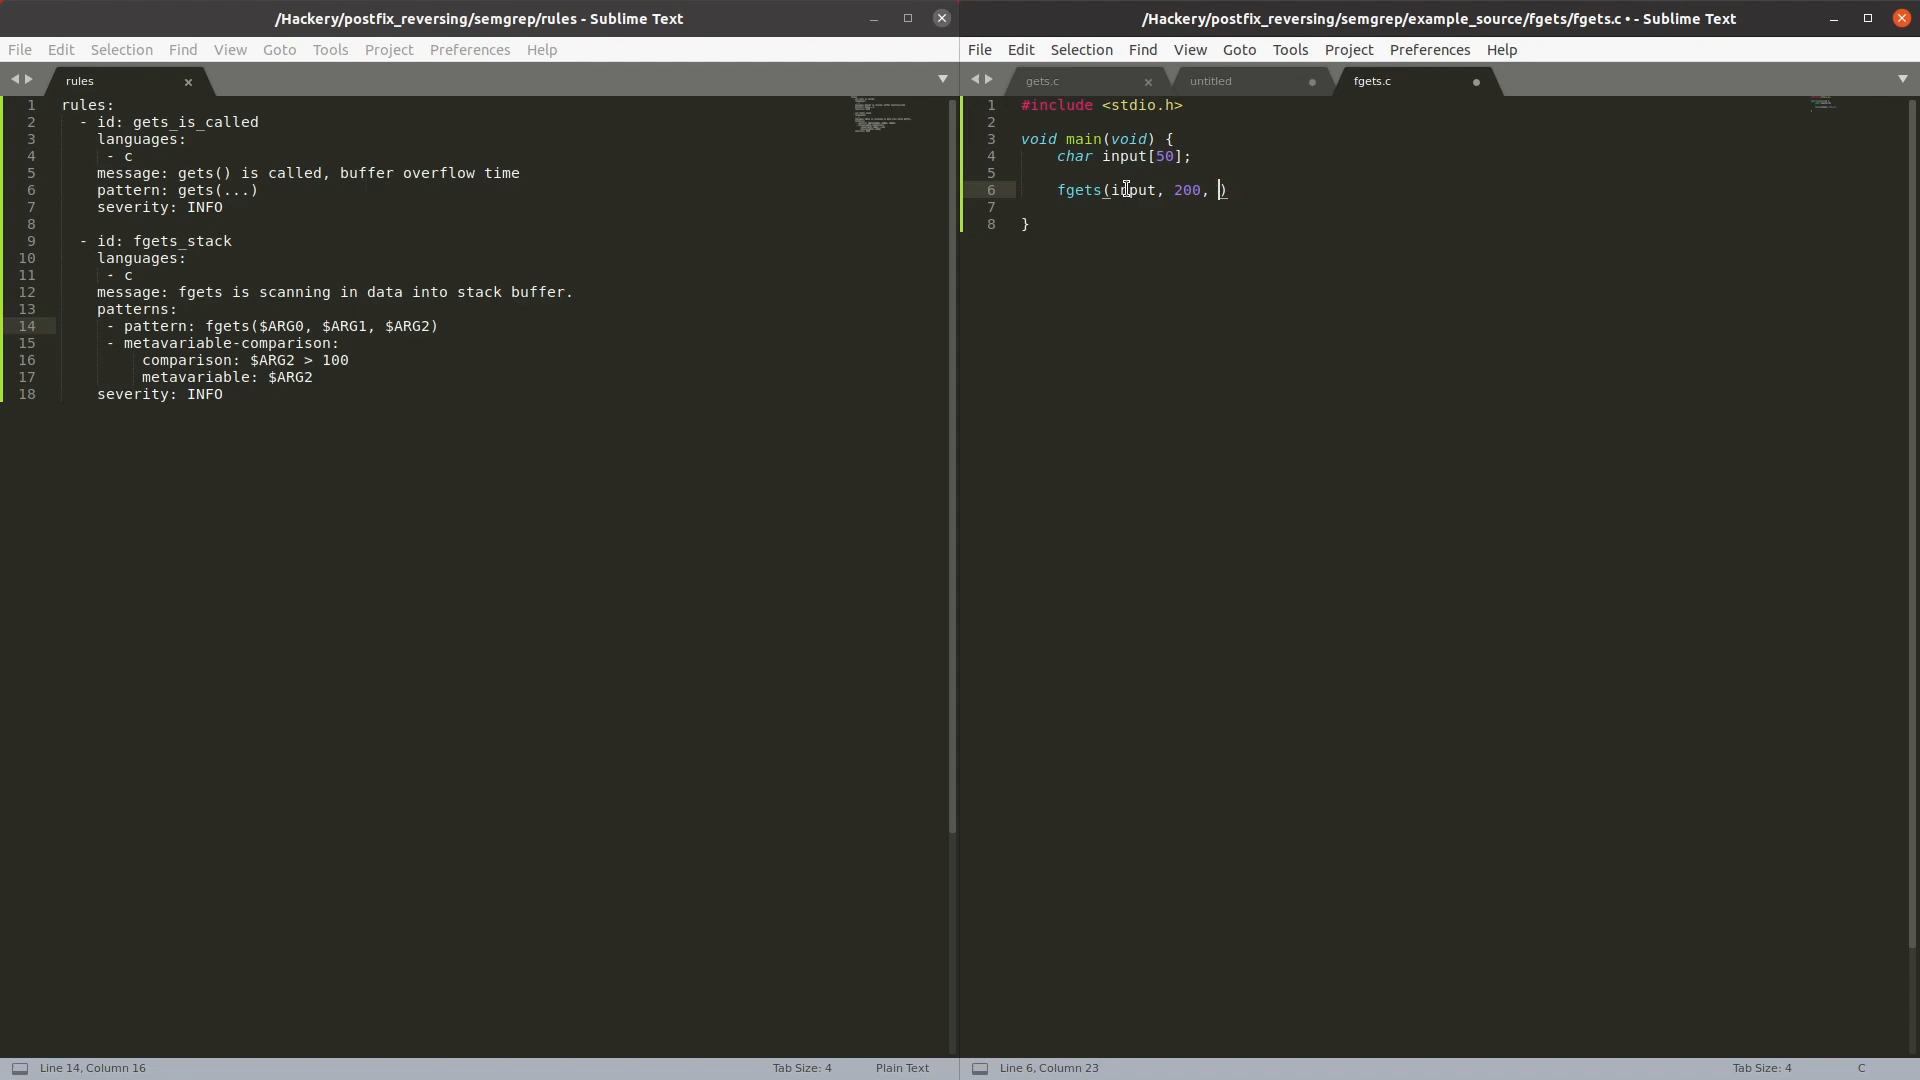 /Hackery/postfix_reversing/semgrep/rules - Sublime Text
File Edit Selection Find View Goto Tools Project Preferences Help
rules
1 rules:
2 - id: gets_is_called
3 languages:
4 - c
5 message: gets() is called, buffer overflow time
6 pattern: gets(...)
7 severity: INFO
8
9 - id: fgets_stack
10 languages:
11 - c
12 message: fgets is scanning in data into stack buffer.
13 patterns:
14 - pattern: fgets($ARG0, $ARG1, $ARG2)
15 - metavariable-comparison:
16 comparison: $ARG2 > 100
17 metavariable: $ARG2
18 severity: INFO
Line 14, Column 16 Tab Size: 4 Plain Text
/Hackery/postfix_reversing/semgrep/example_source/fgets/fgets.c • - Sublime Text
File Edit Selection Find View Goto Tools Project Preferences Help
gets.c untitled fgets.c
1 #include <stdio.h>
2
3 void main(void) {
4 char input[50];
5
6 fgets(input, 200, )
7
8 }
Line 6, Column 23 Tab Size: 4 C